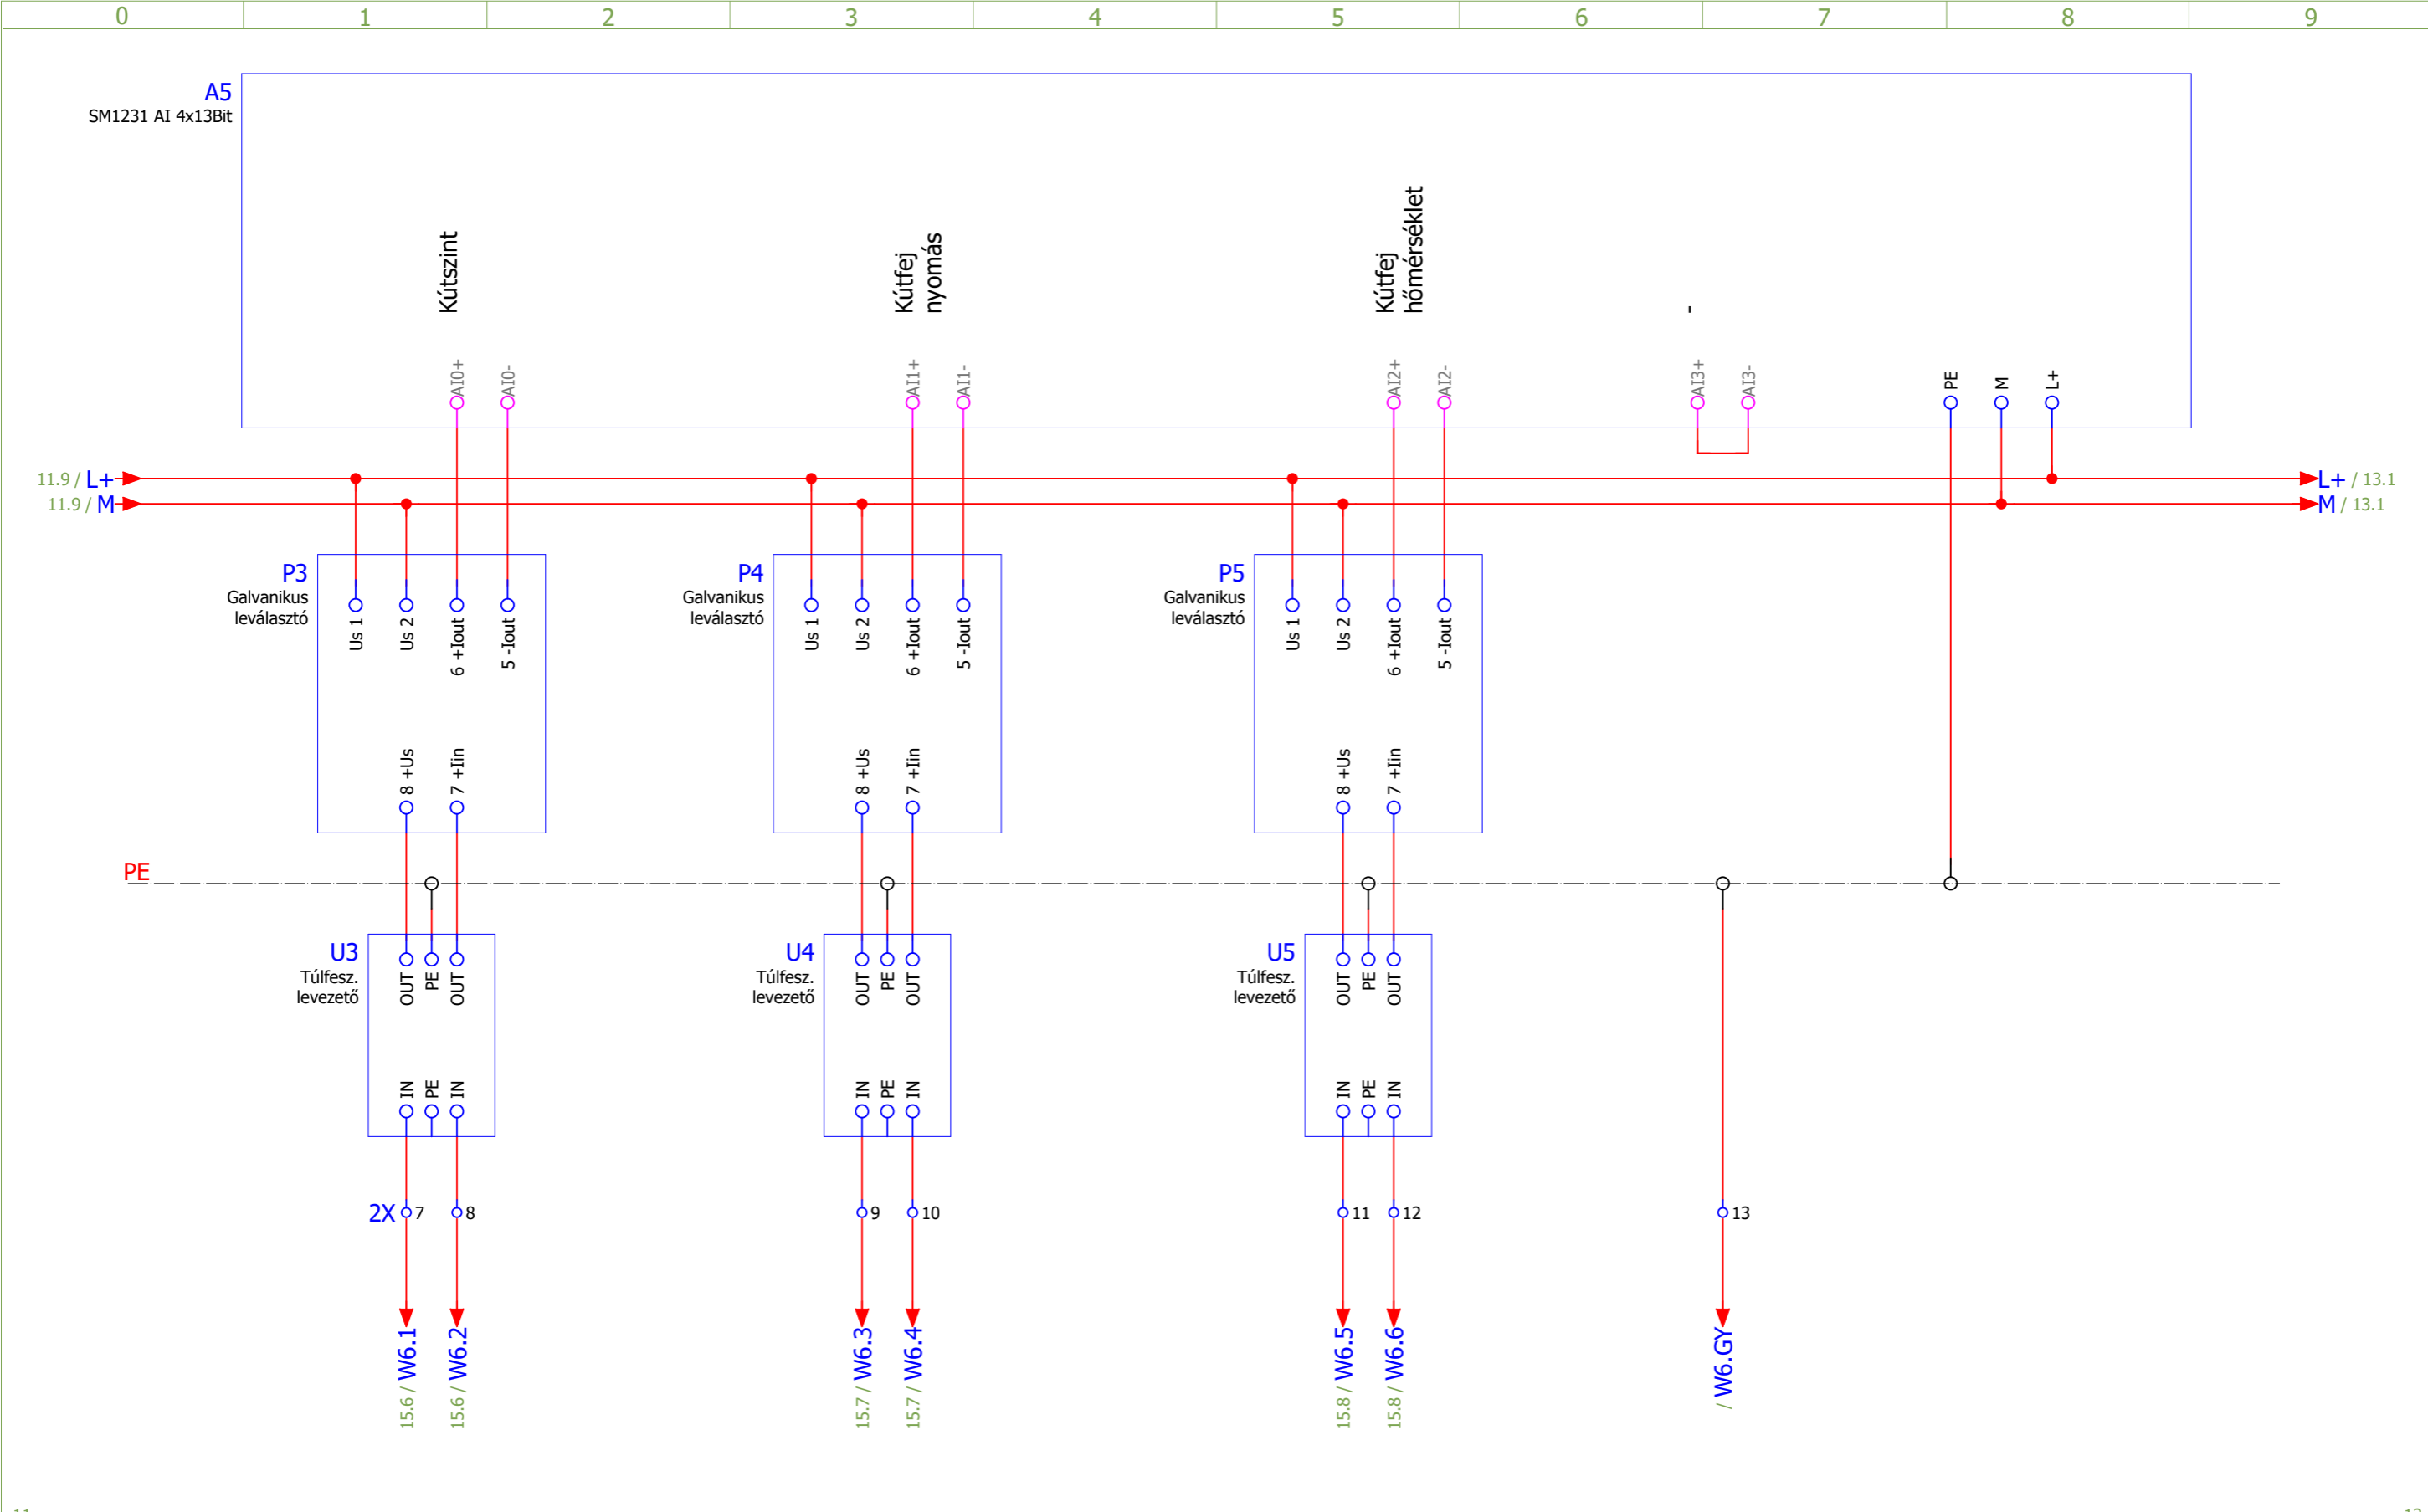 0 1 2 3 4 5 6 7 8 9
A5
SM1231 AI 4x13Bit
Kútszint
Kútfej
nyomás
Kútfej
hőmérséklet
-
AI0+ AI0- AI1+ AI1- AI2+ AI2- AI3+ AI3- PE M L+
11.9 / L+ L+ / 13.1
11.9 / M M / 13.1
P3
Galvanikus
leválasztó
Us 1 Us 2 6 +Iout 5 -Iout
8 +Us 7 +Iin
P4
Galvanikus
leválasztó
Us 1 Us 2 6 +Iout 5 -Iout
8 +Us 7 +Iin
P5
Galvanikus
leválasztó
Us 1 Us 2 6 +Iout 5 -Iout
8 +Us 7 +Iin
PE
U3
Túlfesz.
levezető
OUT PE OUT
IN PE IN
U4
Túlfesz.
levezető
OUT PE OUT
IN PE IN
U5
Túlfesz.
levezető
OUT PE OUT
IN PE IN
2X 7 8 9 10 11 12 13
15.6 / W6.1
15.6 / W6.2
15.7 / W6.3
15.7 / W6.4
15.8 / W6.5
15.8 / W6.6
/ W6.GY